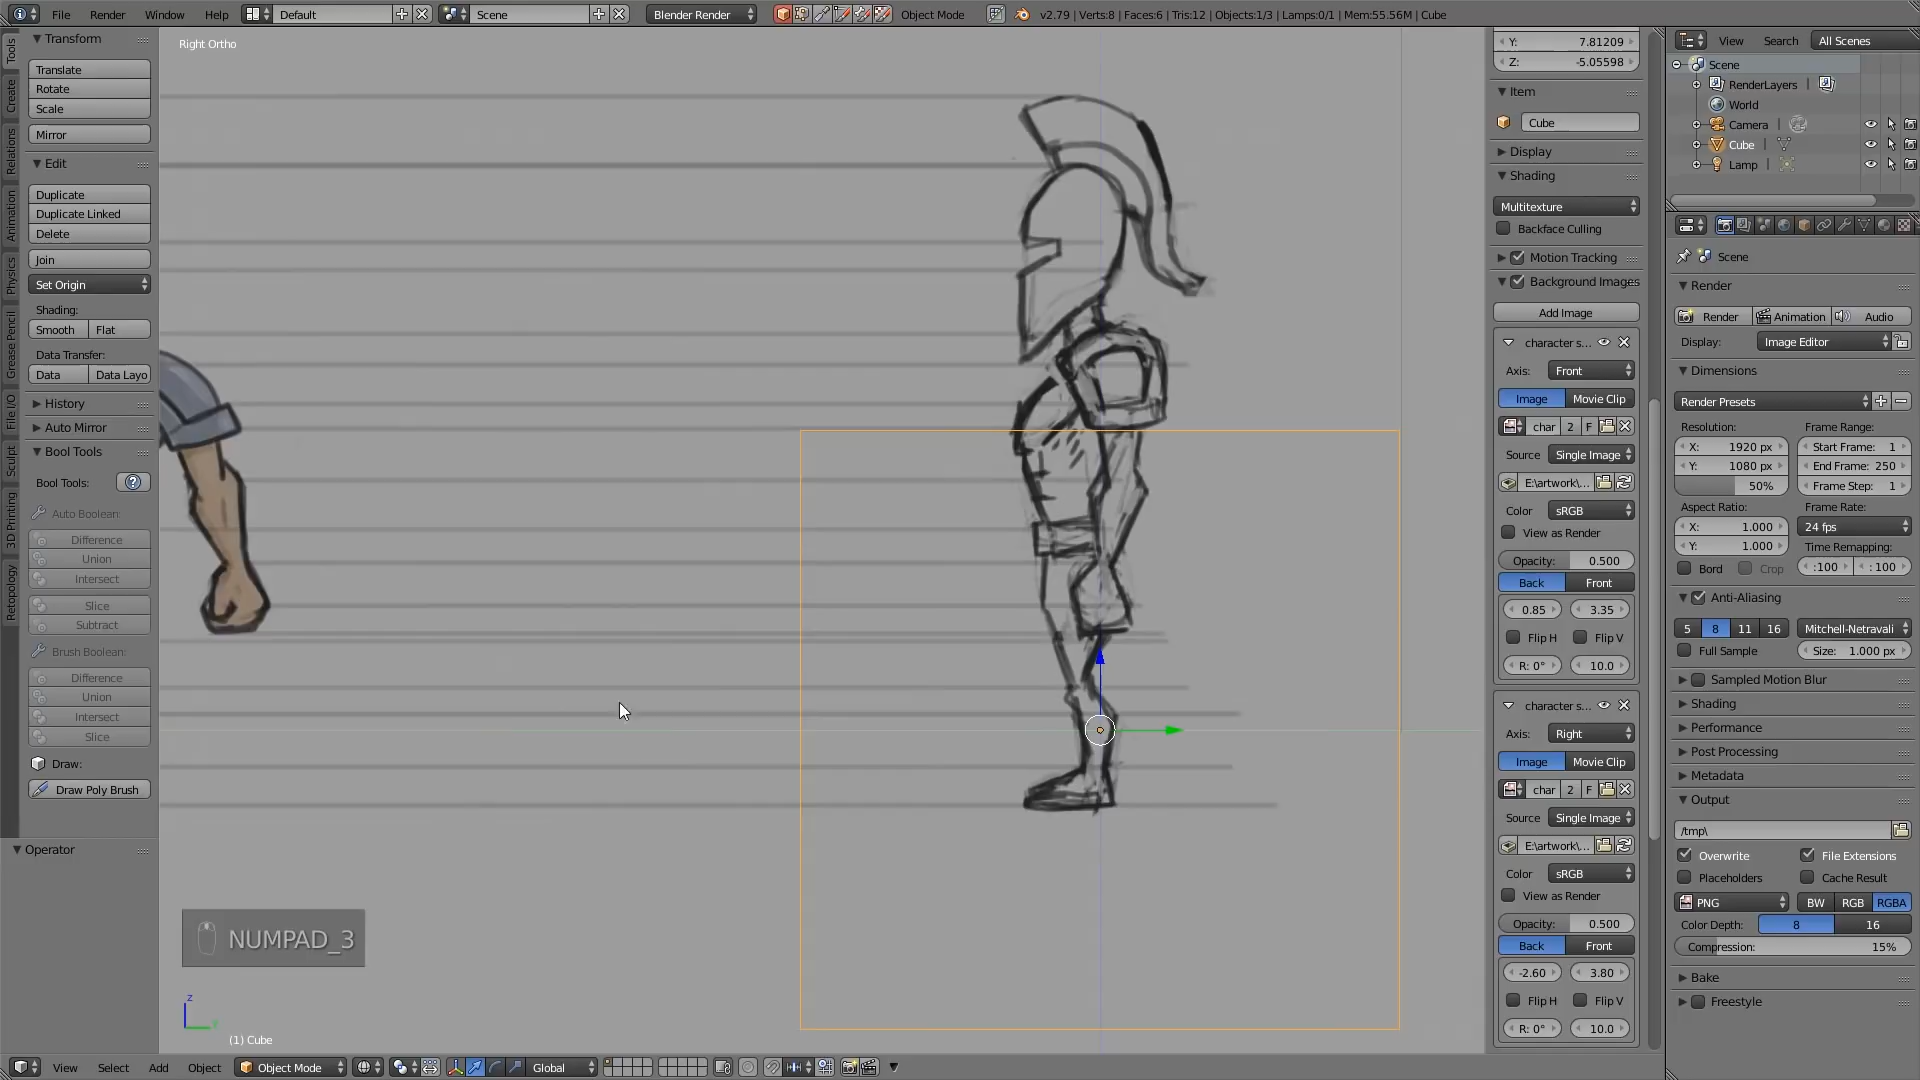 File Render Window Help Default Scene Blender Render Object Mode v2.79 | Verts:8 | Faces:6 | Tris:12 | Objects:1/3 | Lamps:0/1 | Mem:55.56M | Cube
Tools
Create
Relations
Animation
Physics
Grease Pencil
File I/O
Sculpt
3D Printing
Retopology
Transform
Translate
Rotate
Scale
Mirror
Edit
Duplicate
Duplicate Linked
Delete
Join
Set Origin
Shading:
Smooth Flat
Data Transfer:
Data Data Layo
History
Auto Mirror
Bool Tools
Bool Tools:
Auto Boolean:
Difference
Union
Intersect
Slice
Subtract
Brush Boolean:
Difference
Union
Intersect
Slice
Draw:
Draw Poly Brush
Operator
Right Ortho
NUMPAD_3
z
(1) Cube
Y: 7.81209
Z: -5.05598
Item
Cube
Display
Shading
Multitexture
Backface Culling
Motion Tracking
Background Images
Add Image
character s...
Axis: Front
Image Movie Clip
char 2 F
Source Single Image
E:\artwork\...
Color sRGB
View as Render
Opacity: 0.500
Back Front
0.85 3.35
Flip H Flip V
R: 0° 10.0
character s...
Axis: Right
Image Movie Clip
char 2 F
Source Single Image
E:\artwork\...
Color sRGB
View as Render
Opacity: 0.500
Back Front
-2.60 3.80
Flip H Flip V
R: 0° 10.0
View Search All Scenes
Scene
RenderLayers
World
Camera
Cube
Lamp
Scene
Render
Render Animation Audio
Display: Image Editor
Dimensions
Render Presets
Resolution: Frame Range:
X: 1920 px Start Frame: 1
Y: 1080 px End Frame: 250
50% Frame Step: 1
Aspect Ratio: Frame Rate:
X: 1.000 24 fps
Y: 1.000 Time Remapping:
Bord Crop :100 : 100
Anti-Aliasing
5 8 11 16 Mitchell-Netravali
Full Sample Size: 1.000 px
Sampled Motion Blur
Shading
Performance
Post Processing
Metadata
Output
/tmp\
Overwrite File Extensions
Placeholders Cache Result
PNG BW RGB RGBA
Color Depth: 8 16
Compression: 15%
Bake
Freestyle
View Select Add Object Object Mode Global